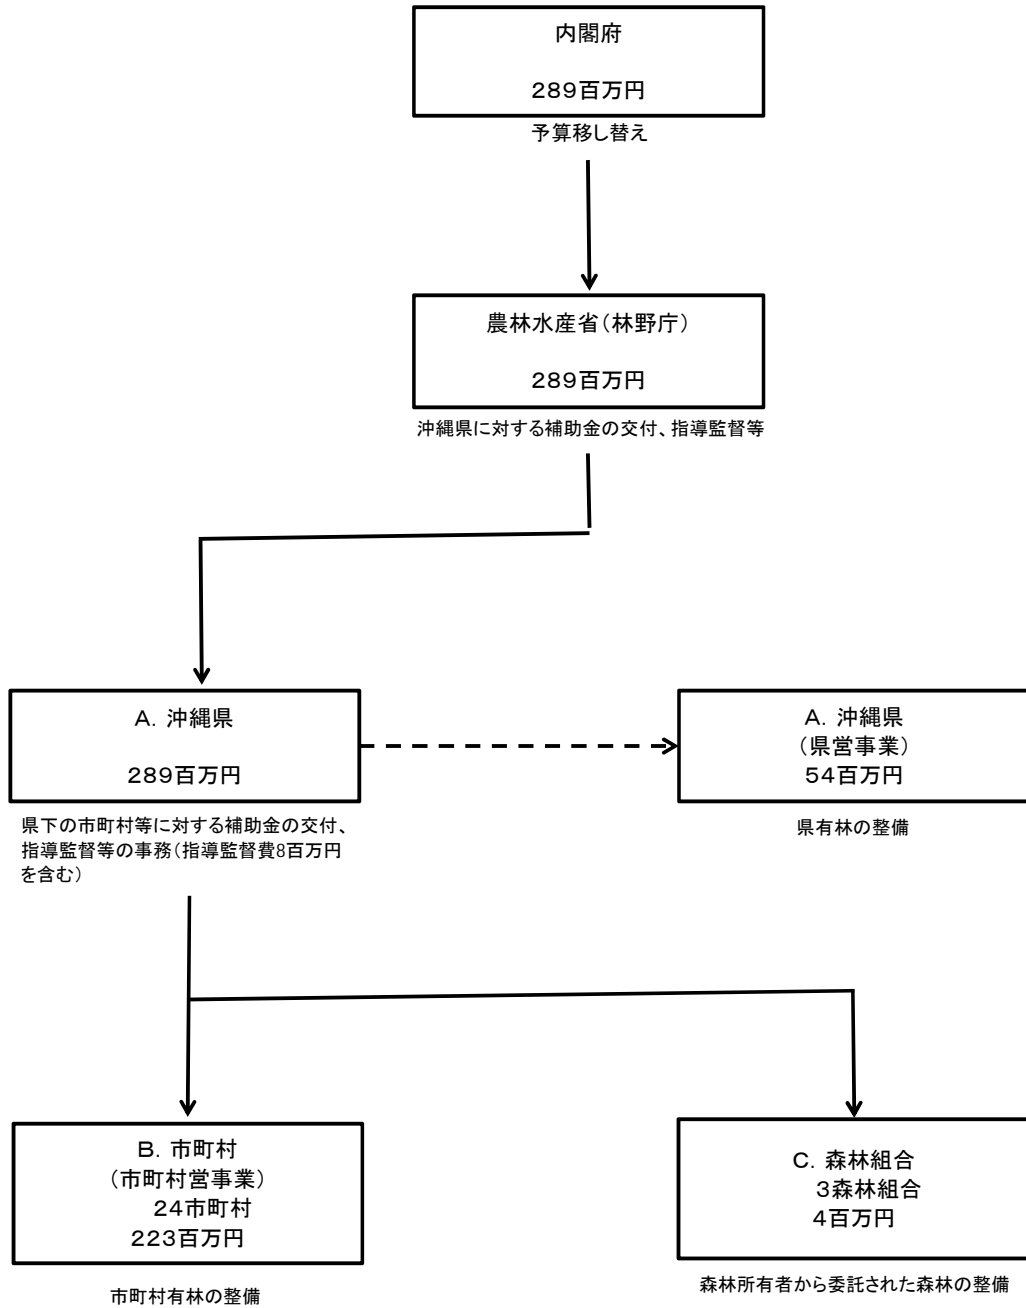 内閣府
289百万円
予算移し替え
農林水産省(林野庁)
289百万円
沖縄県に対する補助金の交付、指導監督等
A. 沖縄県
289百万円
県下の市町村等に対する補助金の交付、
指導監督等の事務(指導監督費8百万円
を含む)
A. 沖縄県
(県営事業)
54百万円
県有林の整備
B. 市町村
(市町村営事業)
24市町村
223百万円
市町村有林の整備
C. 森林組合
3森林組合
4百万円
森林所有者から委託された森林の整備